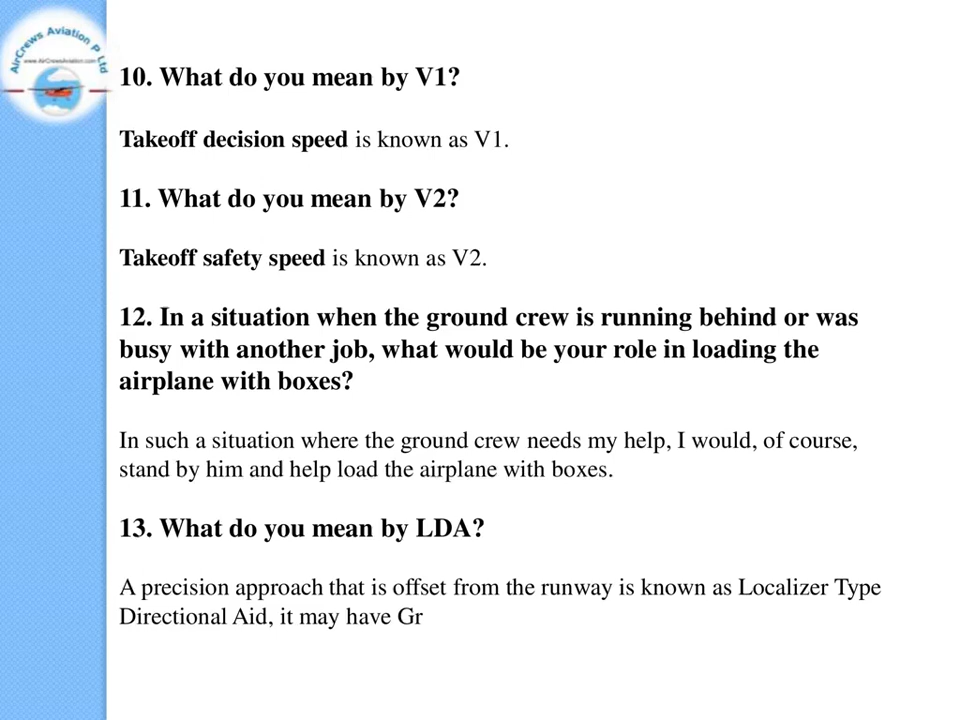 AirCrews Aviation P Ltd
www.AirCrewsAviation.com
10. What do you mean by V1?
Takeoff decision speed is known as V1.
11. What do you mean by V2?
Takeoff safety speed is known as V2.
12. In a situation when the ground crew is running behind or was
busy with another job, what would be your role in loading the
airplane with boxes?
In such a situation where the ground crew needs my help, I would, of course,
stand by him and help load the airplane with boxes.
13. What do you mean by LDA?
A precision approach that is offset from the runway is known as Localizer Type
Directional Aid, it may have Gr